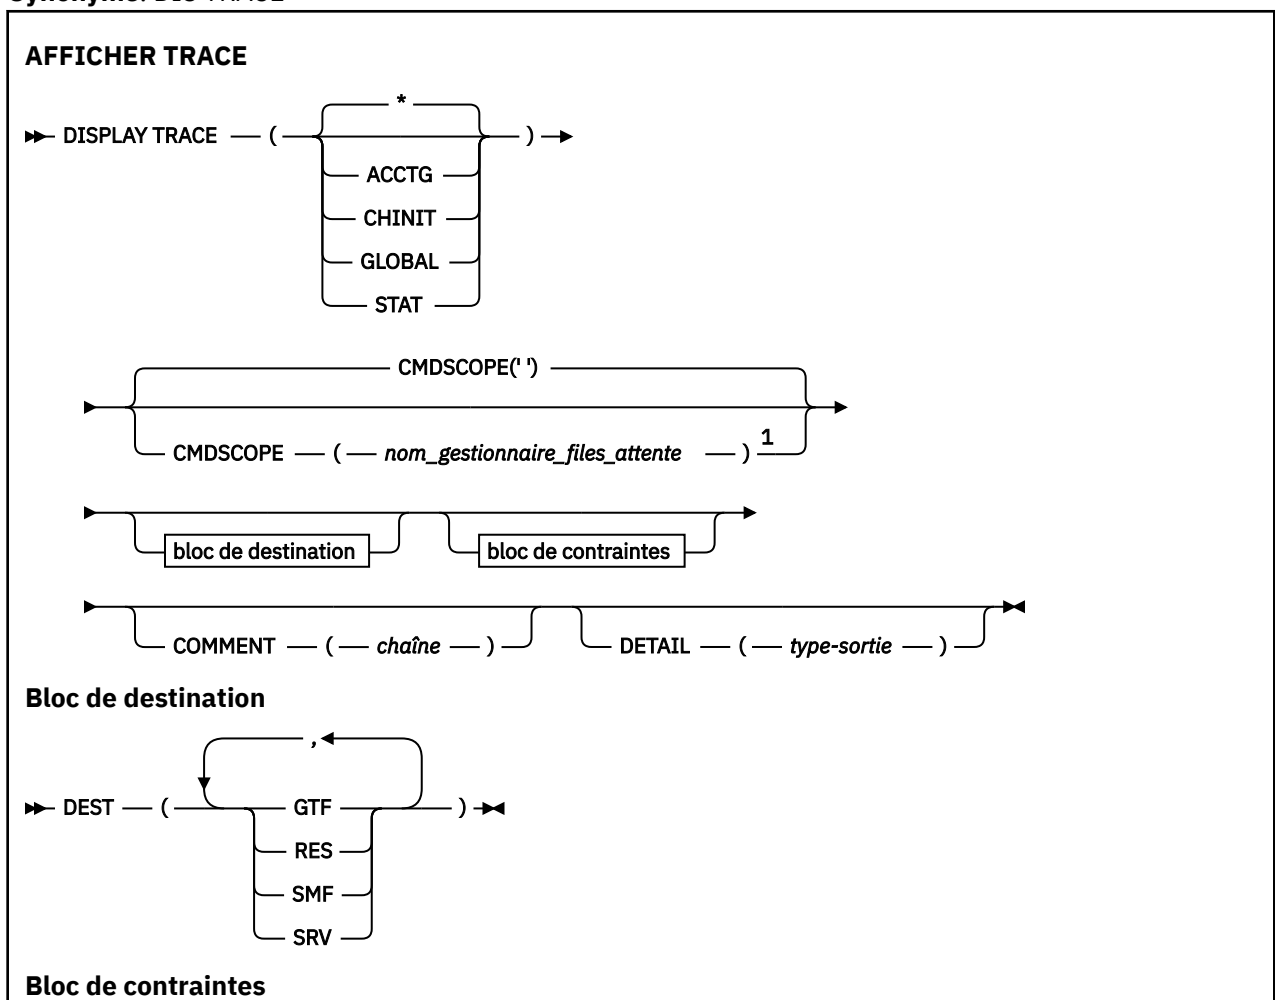 AFFICHER TRACE
*
DISPLAY TRACE ( )
ACCTG
CHINIT
GLOBAL
STAT
CMDSCOPE(' ')
CMDSCOPE ( nom_gestionnaire_files_attente ) 1
bloc de destination bloc de contraintes
COMMENT ( chaîne ) DETAIL ( type-sortie )
Bloc de destination
,
DEST ( GTF )
RES
SMF
SRV
Bloc de contraintes